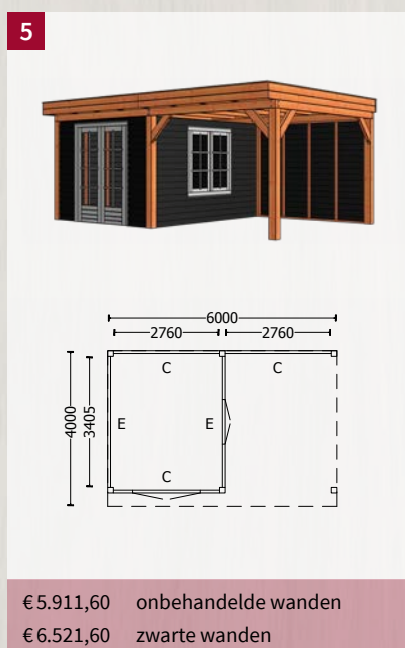 5
6000
2760 2760
C C
4000 3405 E E
C
€ 5.911,60 onbehandelde wanden
€ 6.521,60 zwarte wanden